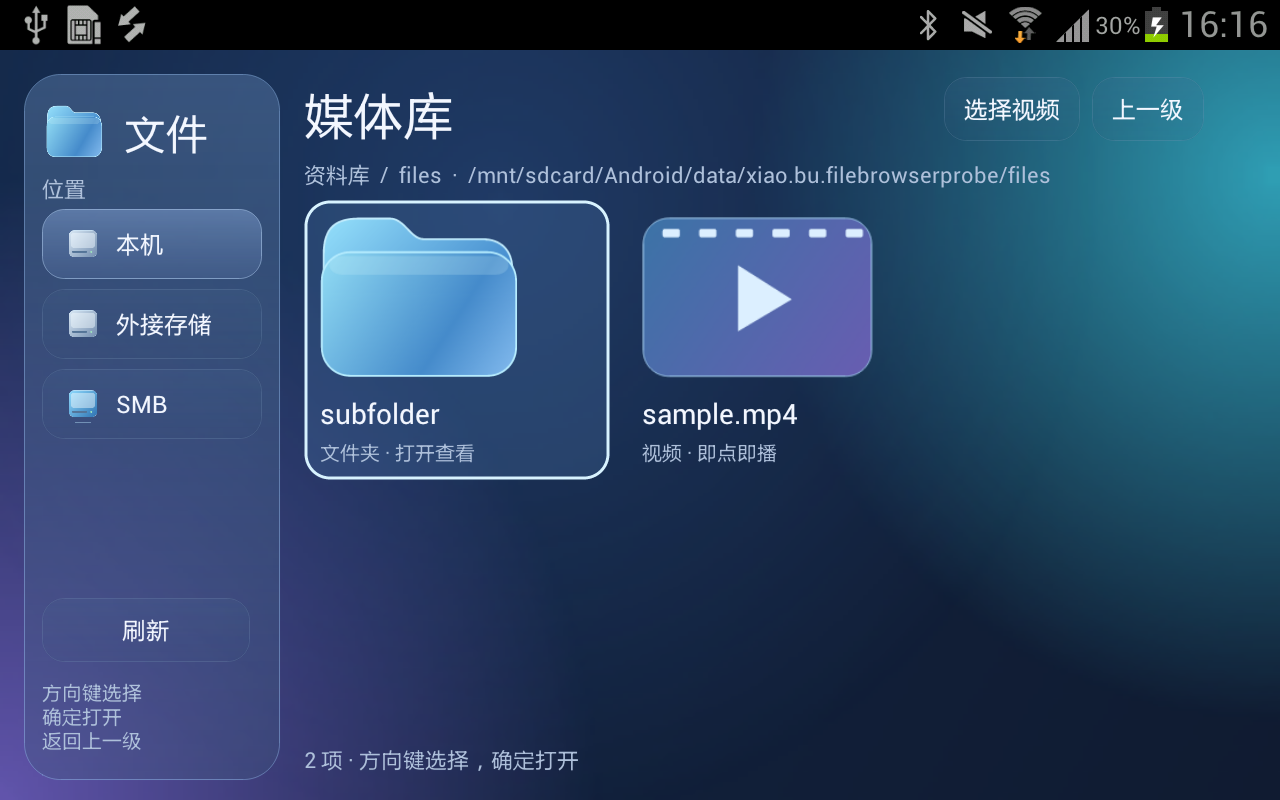 30% 16:16
文件
位置
本机
外接存储
SMB
刷新
方向键选择
确定打开
返回上一级
媒体库
选择视频
上一级
资料库 / files · /mnt/sdcard/Android/data/xiao.bu.filebrowserprobe/files
subfolder
文件夹 · 打开查看
sample.mp4
视频 · 即点即播
2 项 · 方向键选择，确定打开